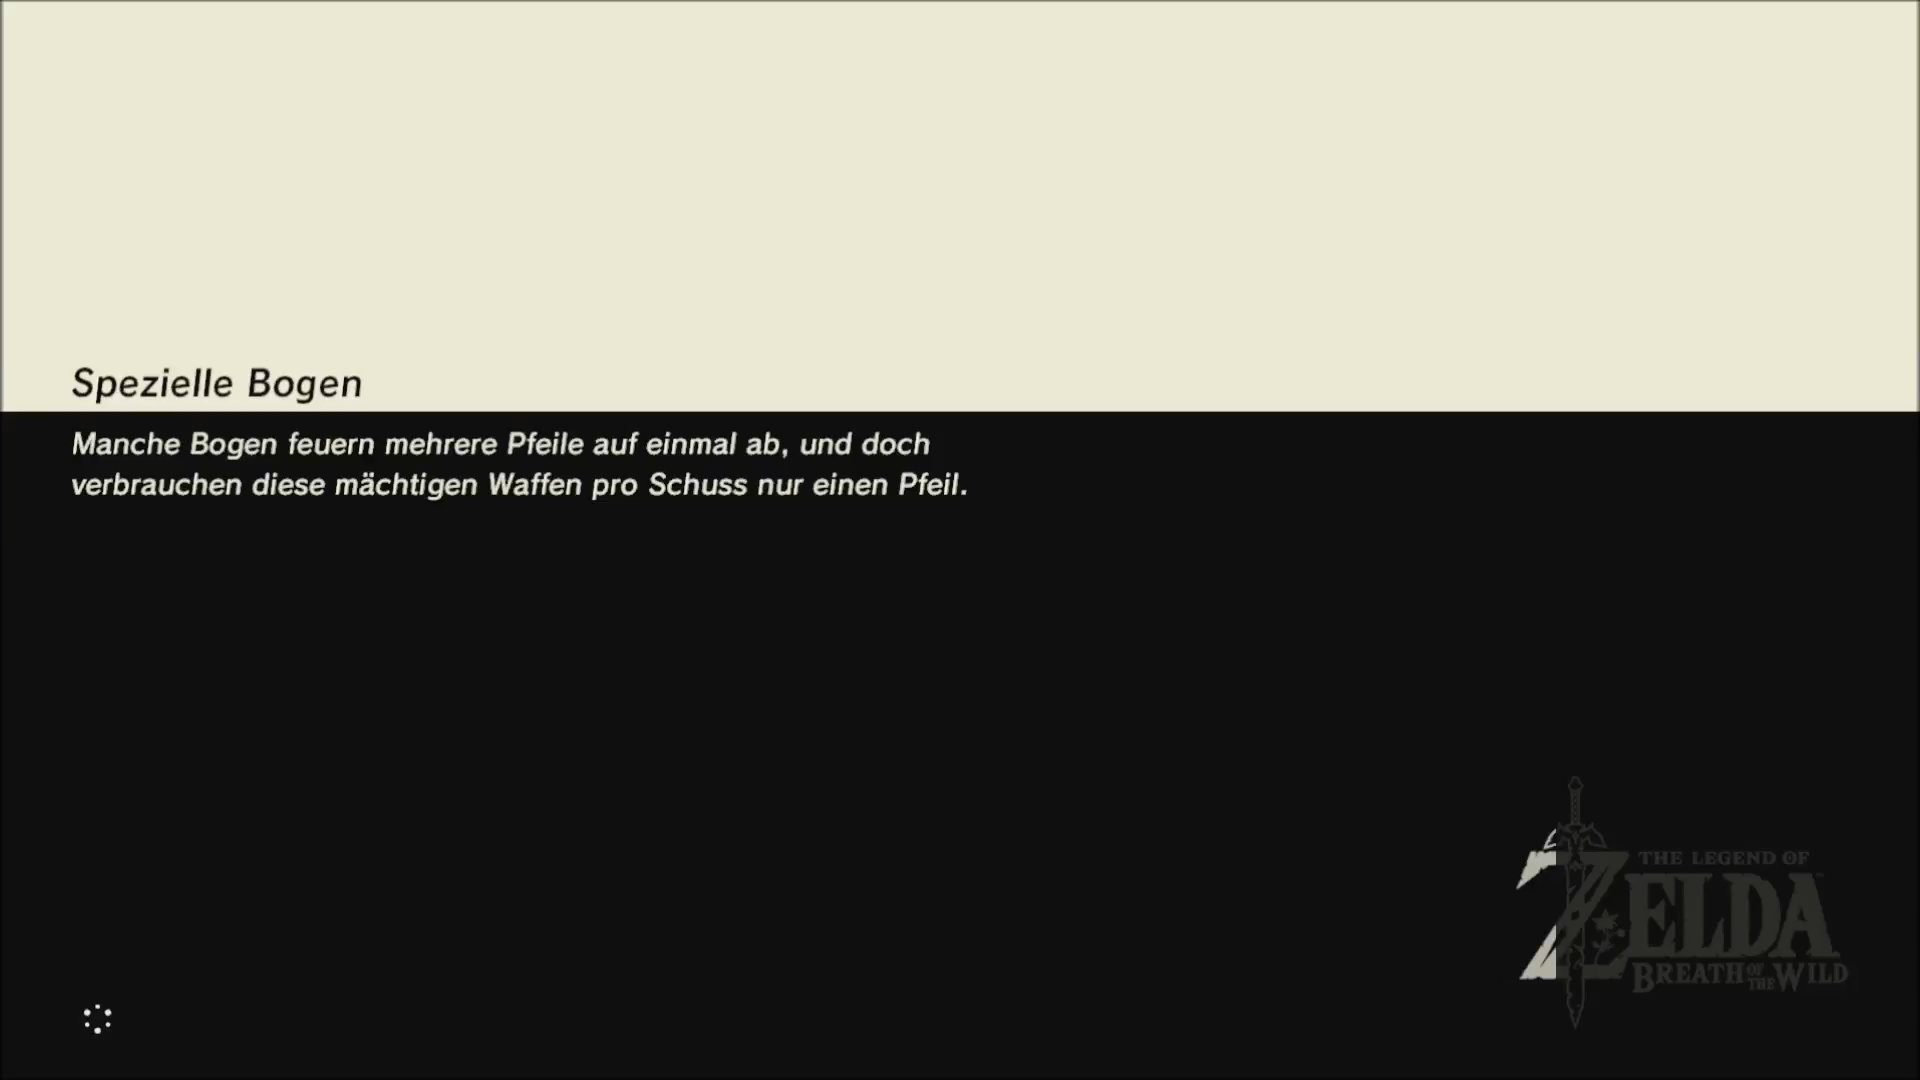 Spezielle Bogen
Manche Bogen feuern mehrere Pfeile auf einmal ab, und doch
verbrauchen diese mächtigen Waffen pro Schuss nur einen Pfeil.
THE LEGEND OF
ZELDA
BREATH OF THE WILD